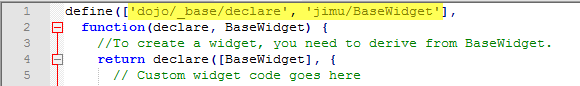 1 define(['dojo/_base/declare', 'jimu/BaseWidget'],
2 function(declare, BaseWidget) {
3 //To create a widget, you need to derive from BaseWidget.
4 return declare([BaseWidget], {
5 // Custom widget code goes here